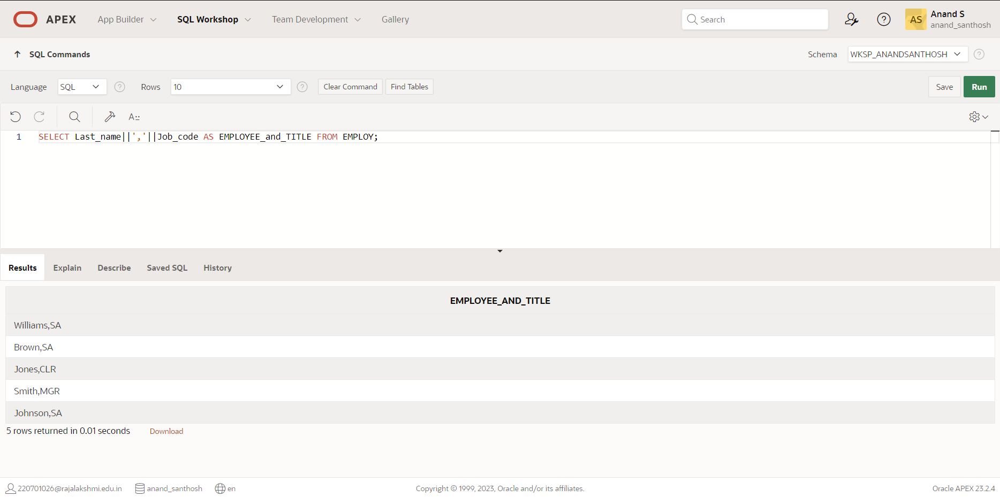 APEX App Builder SQL Workshop Team Development Gallery Search ? AS Anand S
anand_santhosh
SQL Commands Schema WKSP_ANANDSANTHOSH ?
Language SQL ? Rows 10 ? Clear Command Find Tables Save Run
A::
1 SELECT Last_name||','||Job_code AS EMPLOYEE_and_TITLE FROM EMPLOY;
Results Explain Describe Saved SQL History
EMPLOYEE_AND_TITLE
Williams,SA
Brown,SA
Jones,CLR
Smith,MGR
Johnson,SA
5 rows returned in 0.01 seconds Download
220701026@rajalakshmi.edu.in anand_santhosh en Copyright © 1999, 2023, Oracle and/or its affiliates. Oracle APEX 23.2.4